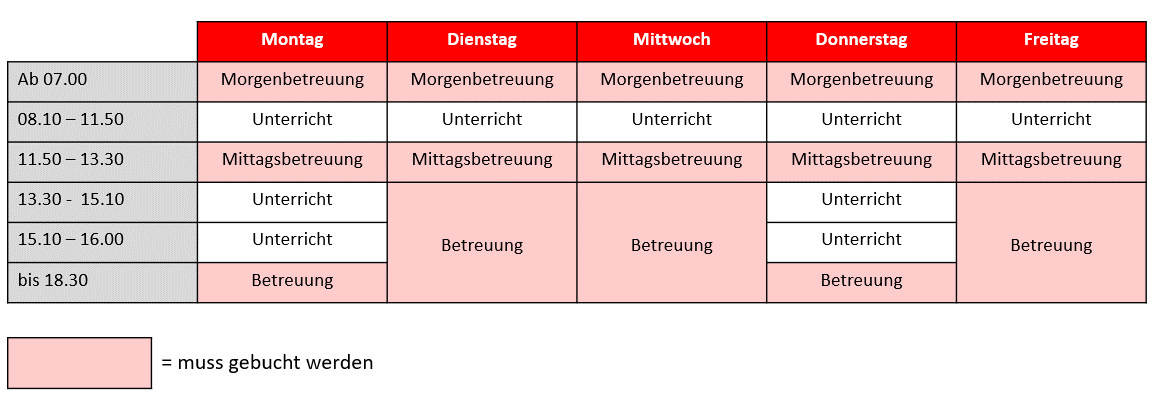 Montag Dienstag Mittwoch Donnerstag Freitag
Ab 07.00 Morgenbetreuung Morgenbetreuung Morgenbetreuung Morgenbetreuung Morgenbetreuung
08.10 – 11.50 Unterricht Unterricht Unterricht Unterricht Unterricht
11.50 – 13.30 Mittagsbetreuung Mittagsbetreuung Mittagsbetreuung Mittagsbetreuung Mittagsbetreuung
13.30 - 15.10 Unterricht Unterricht
15.10 – 16.00 Unterricht Betreuung Betreuung Unterricht Betreuung
bis 18.30 Betreuung Betreuung
= muss gebucht werden